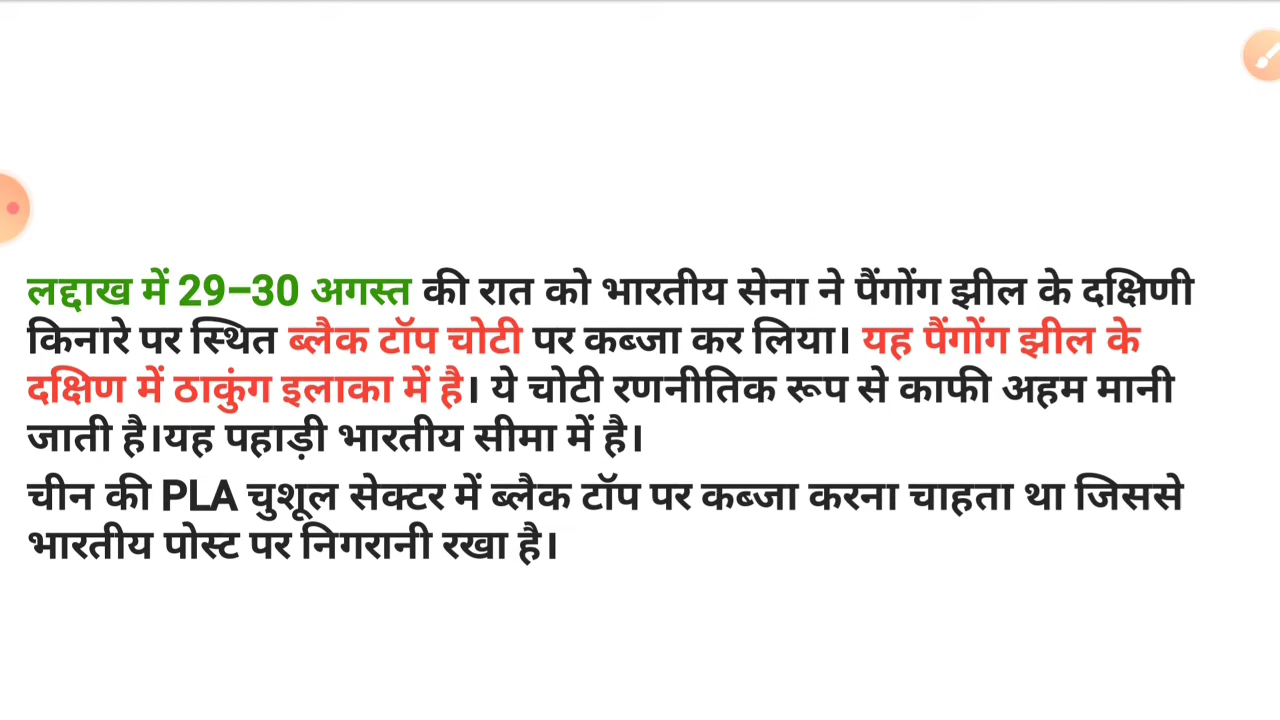 लद्दाख में 29–30 अगस्त की रात को भारतीय सेना ने पैंगोंग झील के दक्षिणी
किनारे पर स्थित ब्लैक टॉप चोटी पर कब्जा कर लिया। यह पैंगोंग झील के
दक्षिण में ठाकुंग इलाका में है। ये चोटी रणनीतिक रूप से काफी अहम मानी
जाती है।यह पहाड़ी भारतीय सीमा में है।
चीन की PLA चुशूल सेक्टर में ब्लैक टॉप पर कब्जा करना चाहता था जिससे
भारतीय पोस्ट पर निगरानी रखा है।